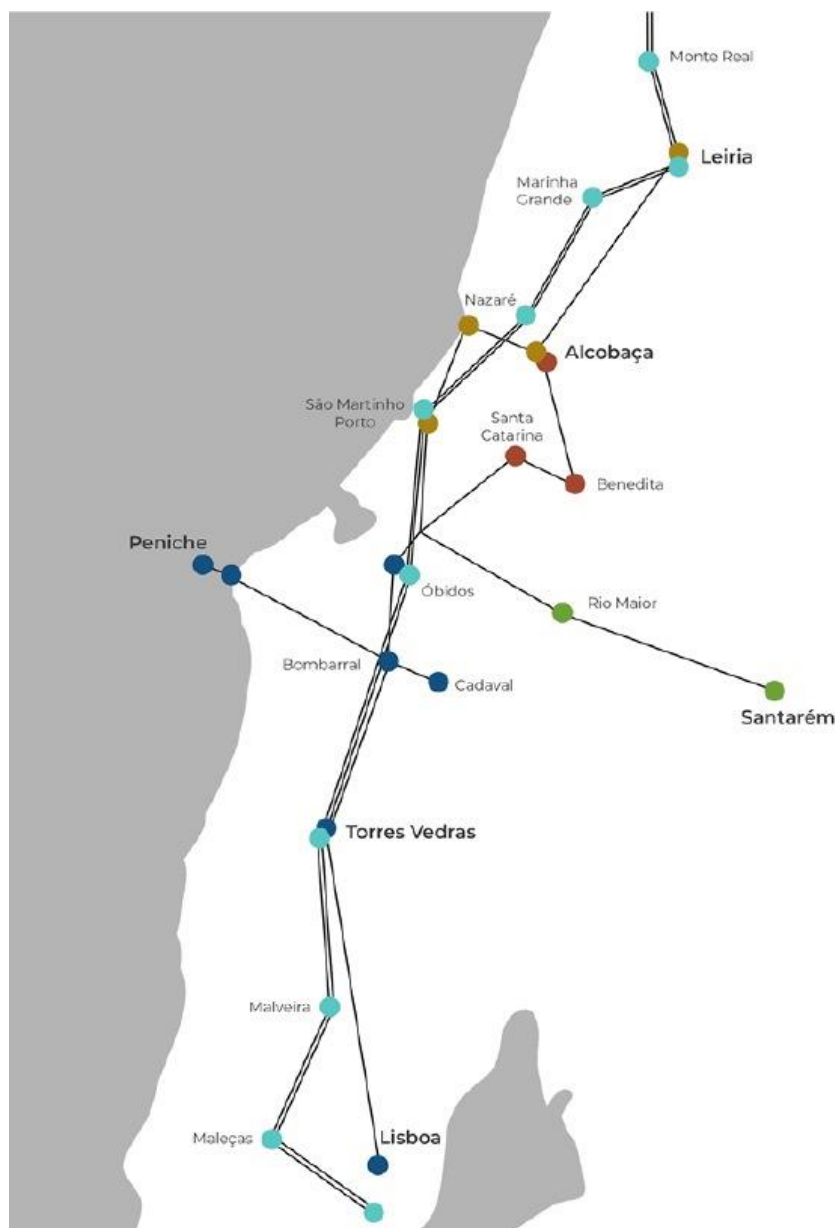 Monte Real
Leiria
Marinha
Grande
Nazaré
Alcobaça
São Martinho
Porto
Santa
Catarina
Benedita
Peniche
Óbidos
Rio Maior
Bombarral
Cadaval
Santarém
Torres Vedras
Malveira
Maleças
Lisboa